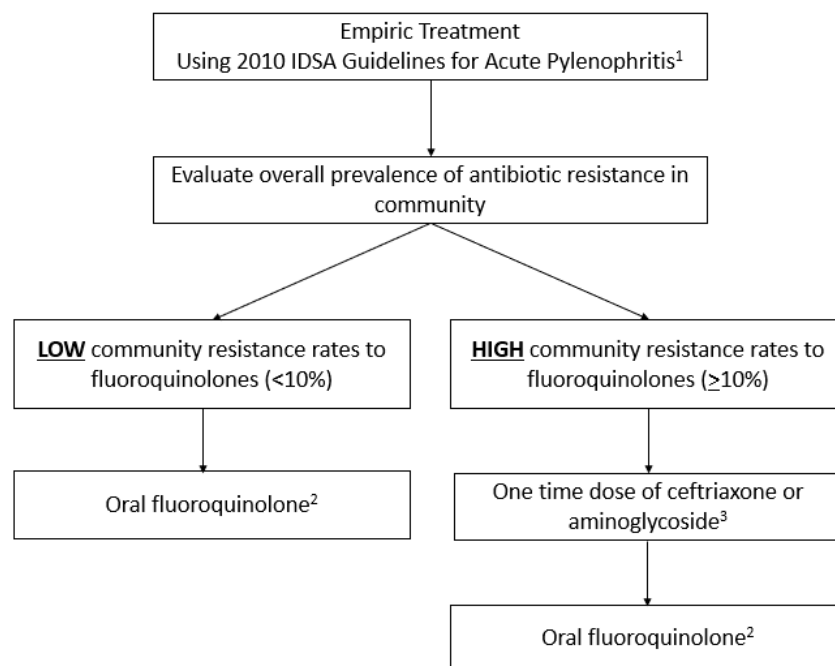 Empiric Treatment
Using 2010 IDSA Guidelines for Acute Pylenophritis¹
Evaluate overall prevalence of antibiotic resistance in
community
LOW community resistance rates to
fluoroquinolones (<10%)
HIGH community resistance rates to
fluoroquinolones (≥10%)
Oral fluoroquinolone²
One time dose of ceftriaxone or
aminoglycoside³
Oral fluoroquinolone²